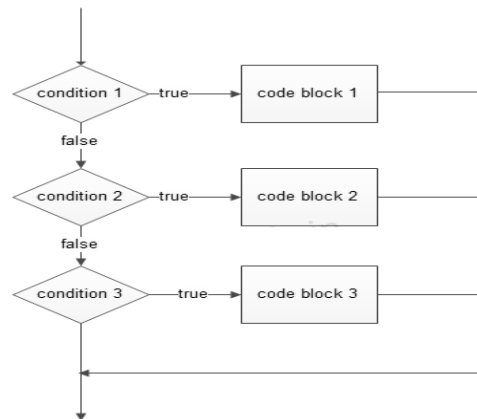 condition 1
true
code block 1
false
condition 2
true
code block 2
false
condition 3
true
code block 3